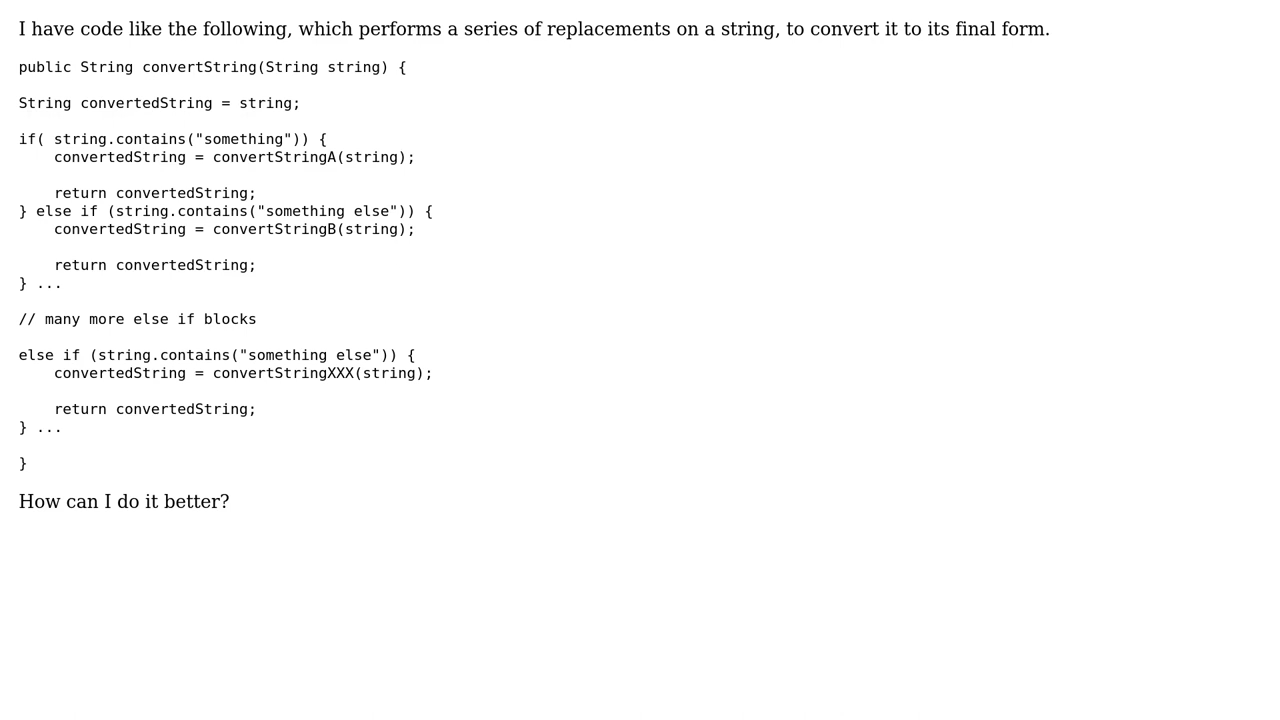 I have code like the following, which performs a series of replacements on a string, to convert it to its final form.
public String convertString(String string) {
String convertedString = string;
if( string.contains("something")) {
    convertedString = convertStringA(string);
    return convertedString;
} else if (string.contains("something else")) {
    convertedString = convertStringB(string);
    return convertedString;
} ...
// many more else if blocks
else if (string.contains("something else")) {
    convertedString = convertStringXXX(string);
    return convertedString;
} ...
}
How can I do it better?